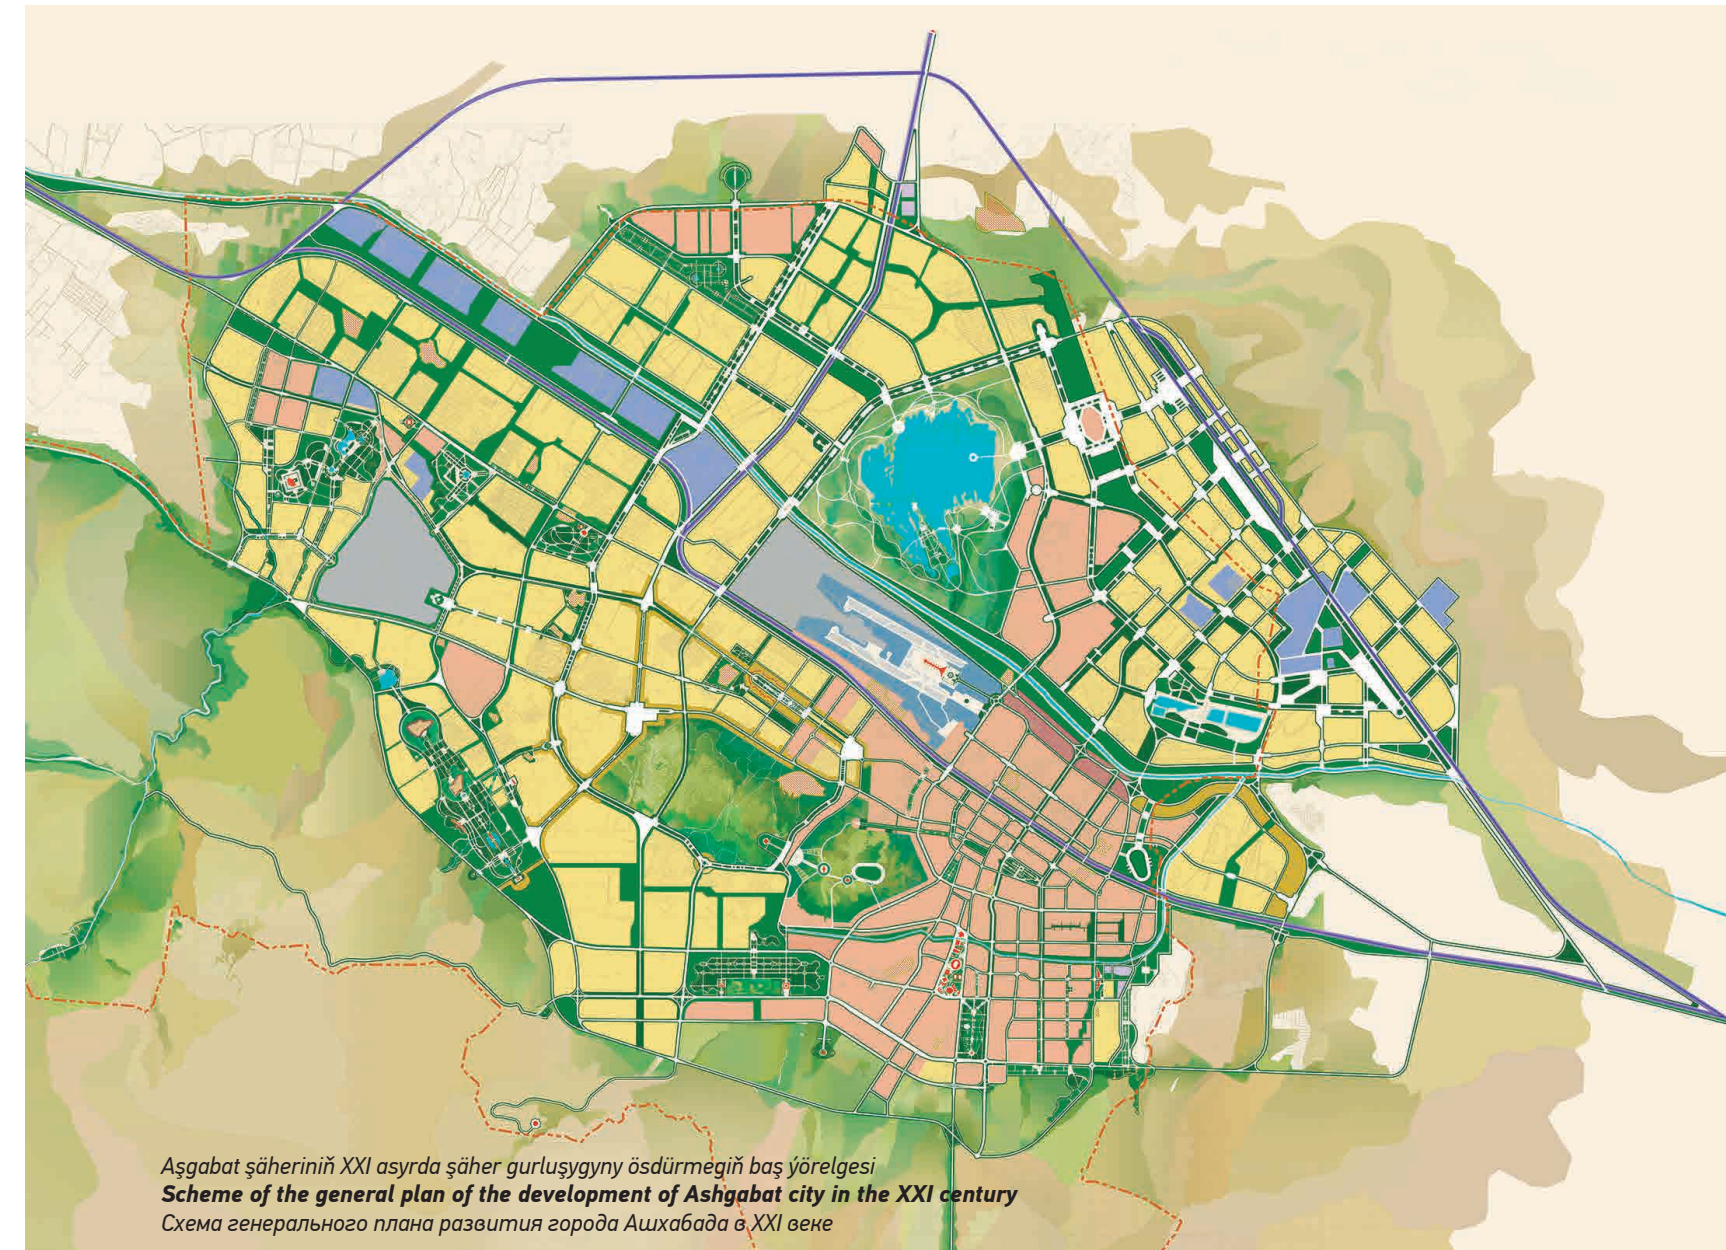 Aşgabat şäheriniň XXI asyrda şäher gurluşygyny ösdürmegiň baş ýörelgesi
Scheme of the general plan of the development of Ashgabat city in the XXI century
Схема генерального плана развития города Ашхабада в XXI веке